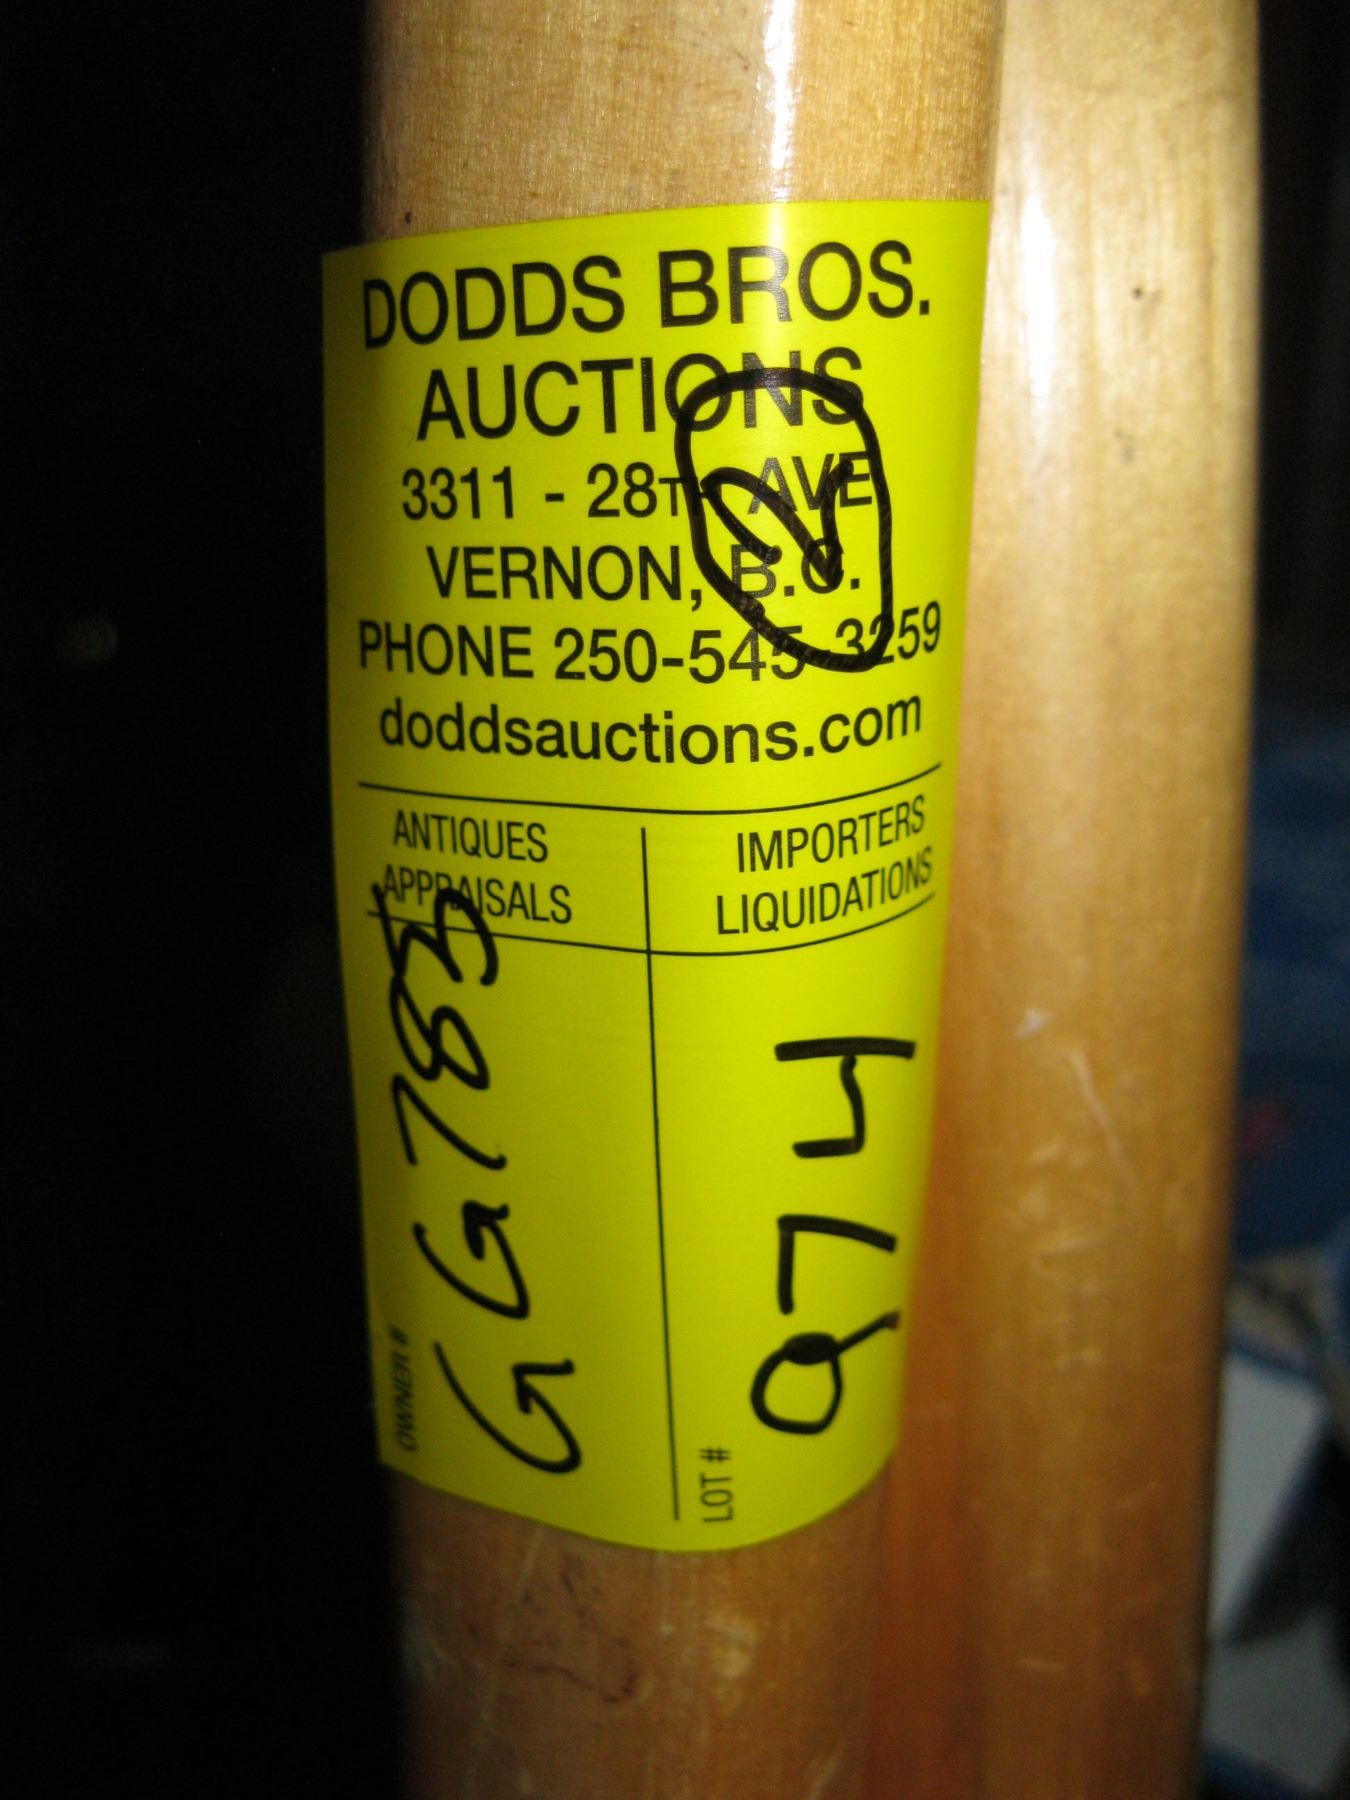 DODDS BROS.
AUCTIONS
3311 - 28TH AVE
VERNON, B.C.
PHONE 250-545-3259
doddsauctions.com
2
ANTIQUES
APPRAISALS
IMPORTERS
LIQUIDATIONS
OWNER #
GG783
LOT #
974